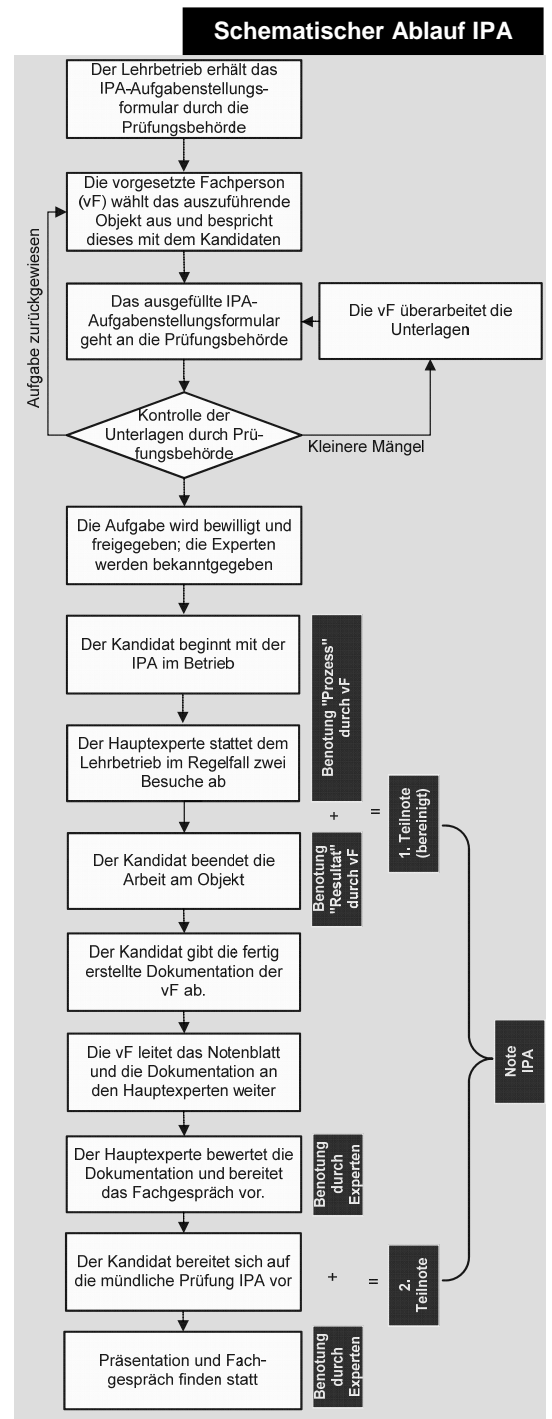 Schematischer Ablauf IPA
Der Lehrbetrieb erhält das
IPA-Aufgabenstellungs-
formular durch die
Prüfungsbehörde
Die vorgesetzte Fachperson
(vF) wählt das auszuführende
Objekt aus und bespricht
dieses mit dem Kandidaten
Aufgabe zurückgewiesen
Das ausgefüllte IPA-
Aufgabenstellungsformular
geht an die Prüfungsbehörde
Die vF überarbeitet die
Unterlagen
Kontrolle der
Unterlagen durch Prü-
fungsbehörde
Kleinere Mängel
Die Aufgabe wird bewilligt und
freigegeben; die Experten
werden bekanntgegeben
Der Kandidat beginnt mit der
IPA im Betrieb
Benotung "Prozess"
durch vF
Der Hauptexperte stattet dem
Lehrbetrieb im Regelfall zwei
Besuche ab
+
=
1. Teilnote
(bereinigt)
Der Kandidat beendet die
Arbeit am Objekt
Benotung
"Resultat"
durch vF
Der Kandidat gibt die fertig
erstellte Dokumentation der
vF ab.
Die vF leitet das Notenblatt
und die Dokumentation an
den Hauptexperten weiter
Note
IPA
Der Hauptexperte bewertet die
Dokumentation und bereitet
das Fachgespräch vor.
Benotung
durch
Experten
Der Kandidat bereitet sich auf
die mündliche Prüfung IPA vor
+
=
2.
Teilnote
Präsentation und Fach-
gespräch finden statt
Benotung
durch
Experten